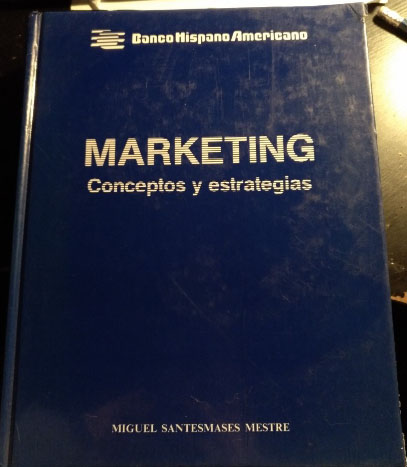 Banco Hispano Americano
MARKETING
Conceptos y estrategias
MIGUEL SANTESMASES MESTRE